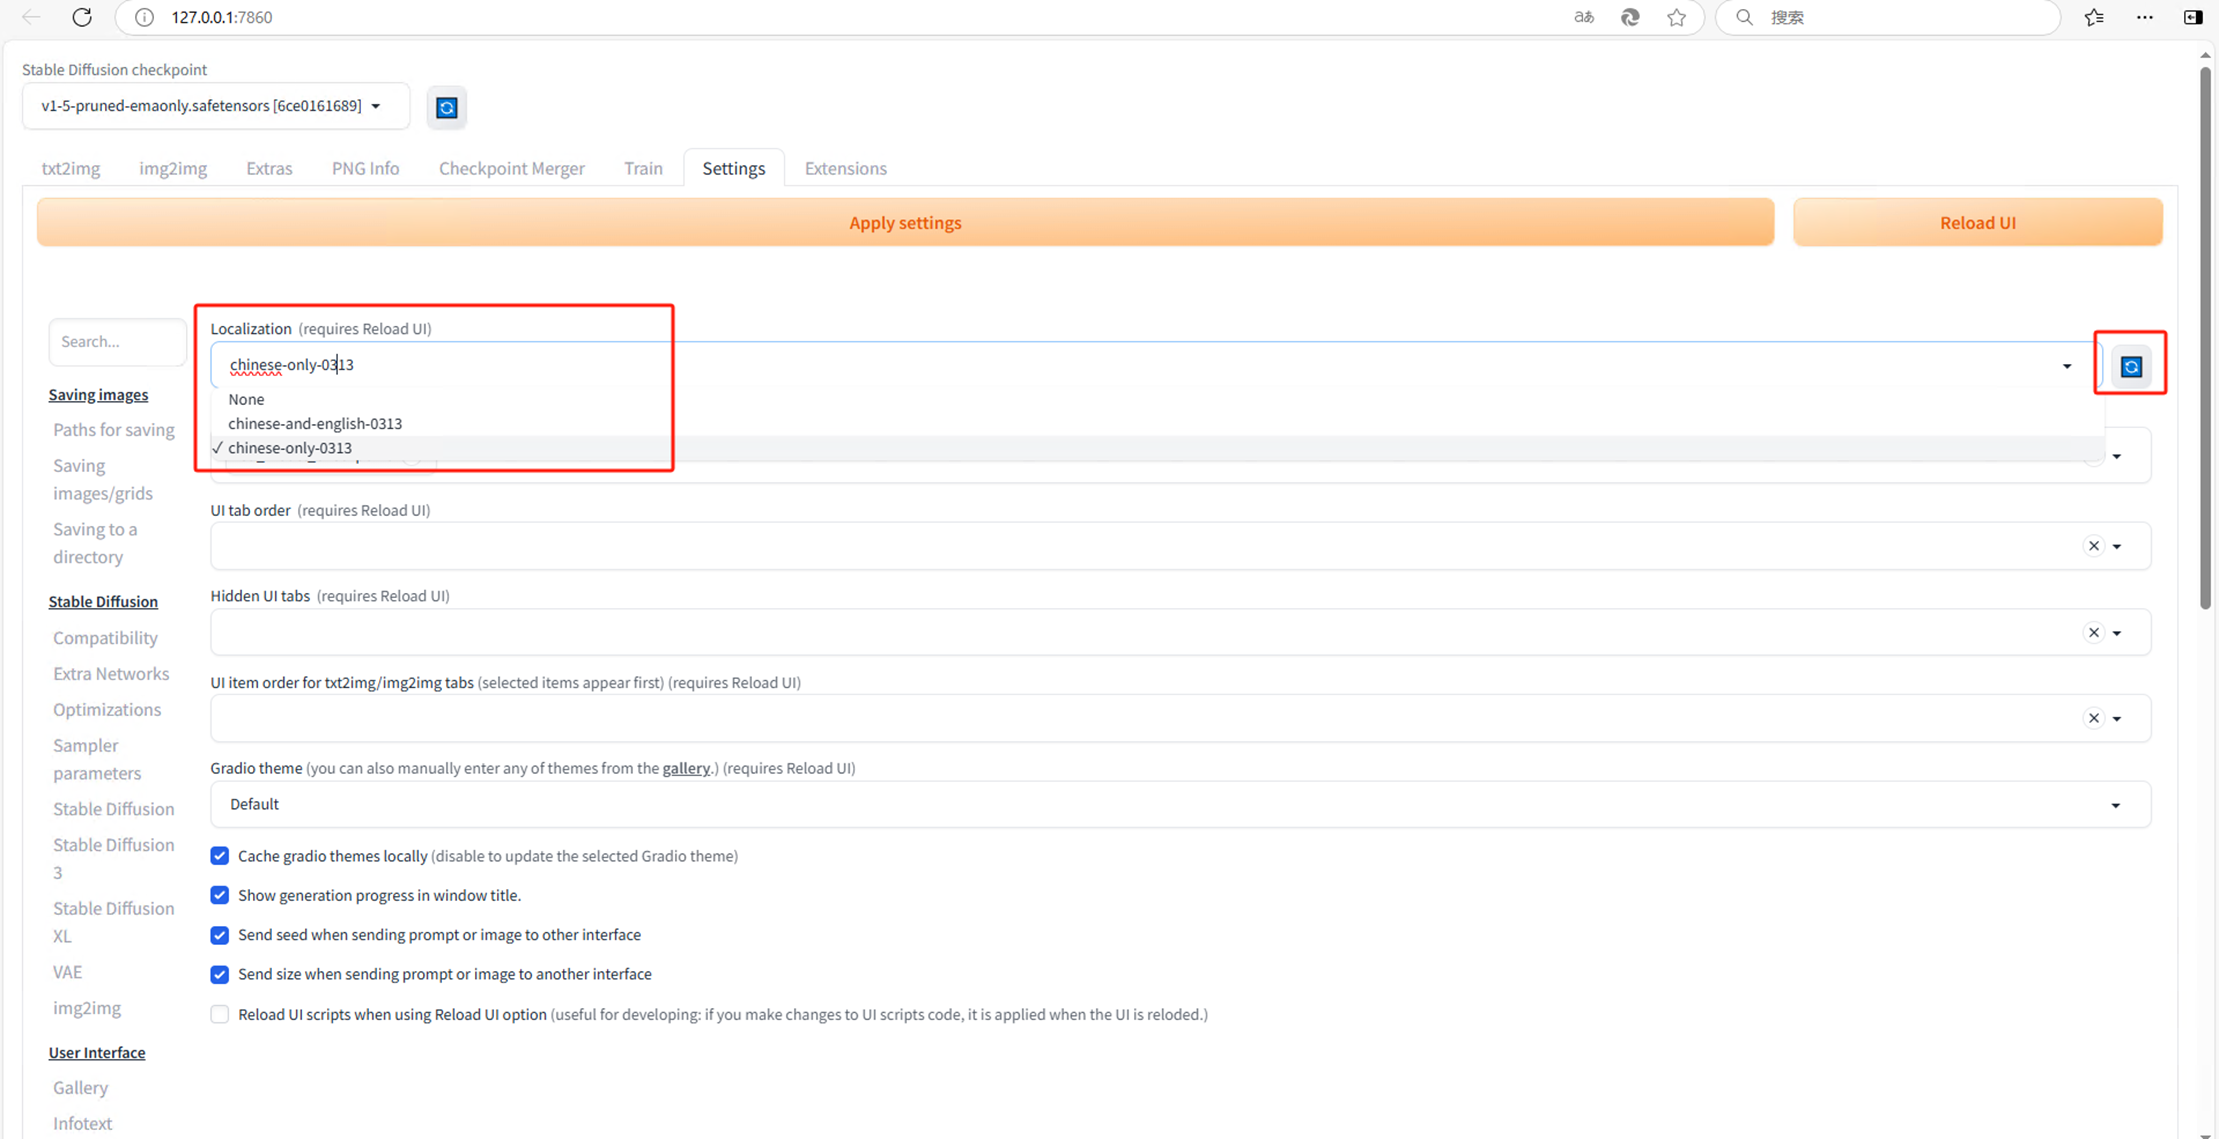 127.0.0.1:7860
aあ
搜索
Stable Diffusion checkpoint
v1-5-pruned-emaonly.safetensors [6ce0161689]
txt2img img2img Extras PNG Info Checkpoint Merger Train Settings Extensions
Apply settings
Reload UI
Search...
Localization (requires Reload UI)
chinese-only-0313
None
chinese-and-english-0313
✓ chinese-only-0313
Saving images
Paths for saving
Saving
images/grids
Saving to a
directory
UI tab order (requires Reload UI)
Stable Diffusion
Hidden UI tabs (requires Reload UI)
Compatibility
Extra Networks
UI item order for txt2img/img2img tabs (selected items appear first) (requires Reload UI)
Optimizations
Sampler
parameters
Gradio theme (you can also manually enter any of themes from the gallery.) (requires Reload UI)
Default
Stable Diffusion
Stable Diffusion
3
Cache gradio themes locally (disable to update the selected Gradio theme)
Show generation progress in window title.
Stable Diffusion
XL
Send seed when sending prompt or image to other interface
VAE
Send size when sending prompt or image to another interface
img2img
Reload UI scripts when using Reload UI option (useful for developing: if you make changes to UI scripts code, it is applied when the UI is reloded.)
User Interface
Gallery
Infotext